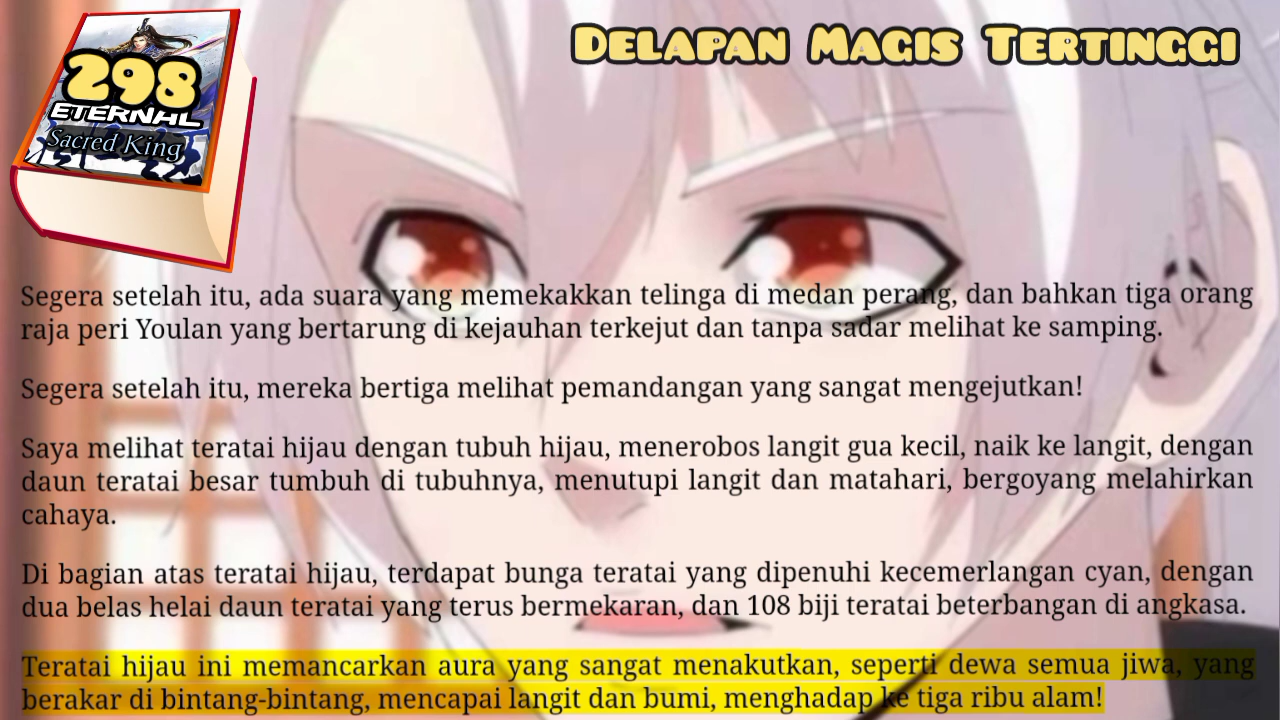 298
ETERNAL
Sacred King
Delapan Magis Tertinggi
Segera setelah itu, ada suara yang memekakkan telinga di medan perang, dan bahkan tiga orang
raja peri Youlan yang bertarung di kejauhan terkejut dan tanpa sadar melihat ke samping.
Segera setelah itu, mereka bertiga melihat pemandangan yang sangat mengejutkan!
Saya melihat teratai hijau dengan tubuh hijau, menerobos langit gua kecil, naik ke langit, dengan
daun teratai besar tumbuh di tubuhnya, menutupi langit dan matahari, bergoyang melahirkan
cahaya.
Di bagian atas teratai hijau, terdapat bunga teratai yang dipenuhi kecemerlangan cyan, dengan
dua belas helai daun teratai yang terus bermekaran, dan 108 biji teratai beterbangan di angkasa.
Teratai hijau ini memancarkan aura yang sangat menakutkan, seperti dewa semua jiwa, yang
berakar di bintang-bintang, mencapai langit dan bumi, menghadap ke tiga ribu alam!